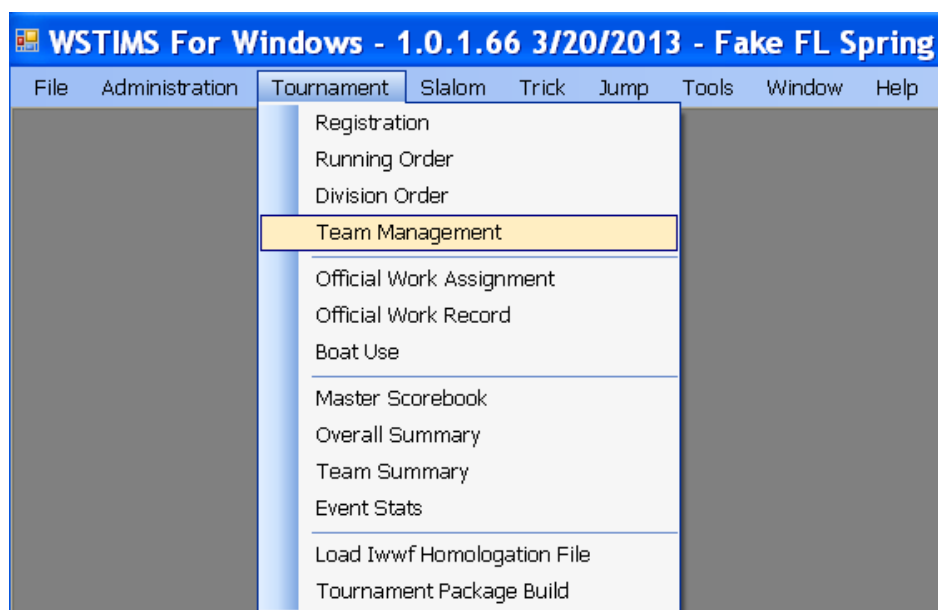 WSTIMS For Windows - 1.0.1.66 3/20/2013 - Fake FL Spring
File Administration Tournament Slalom Trick Jump Tools Window Help
Registration
Running Order
Division Order
Team Management
Official Work Assignment
Official Work Record
Boat Use
Master Scorebook
Overall Summary
Team Summary
Event Stats
Load Iwwf Homologation File
Tournament Package Build